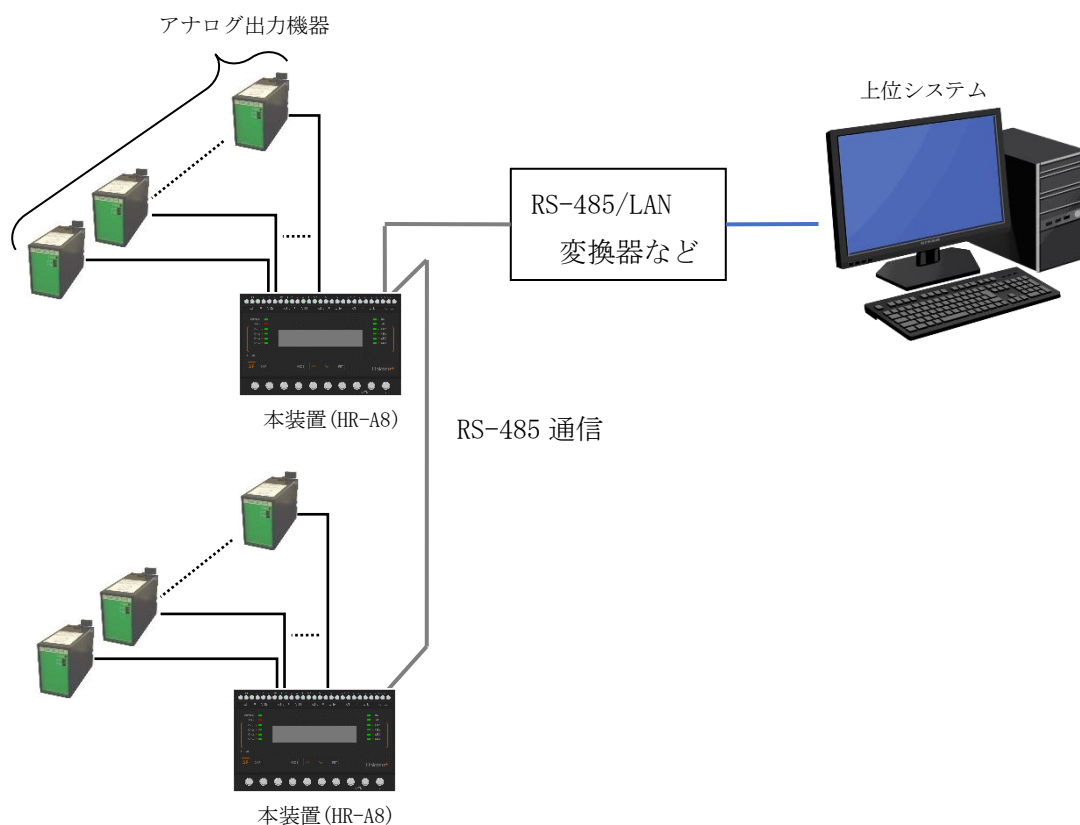 アナログ出力機器
上位システム
RS-485/LAN
変換器など
本装置(HR-A8)
RS-485 通信
本装置(HR-A8)